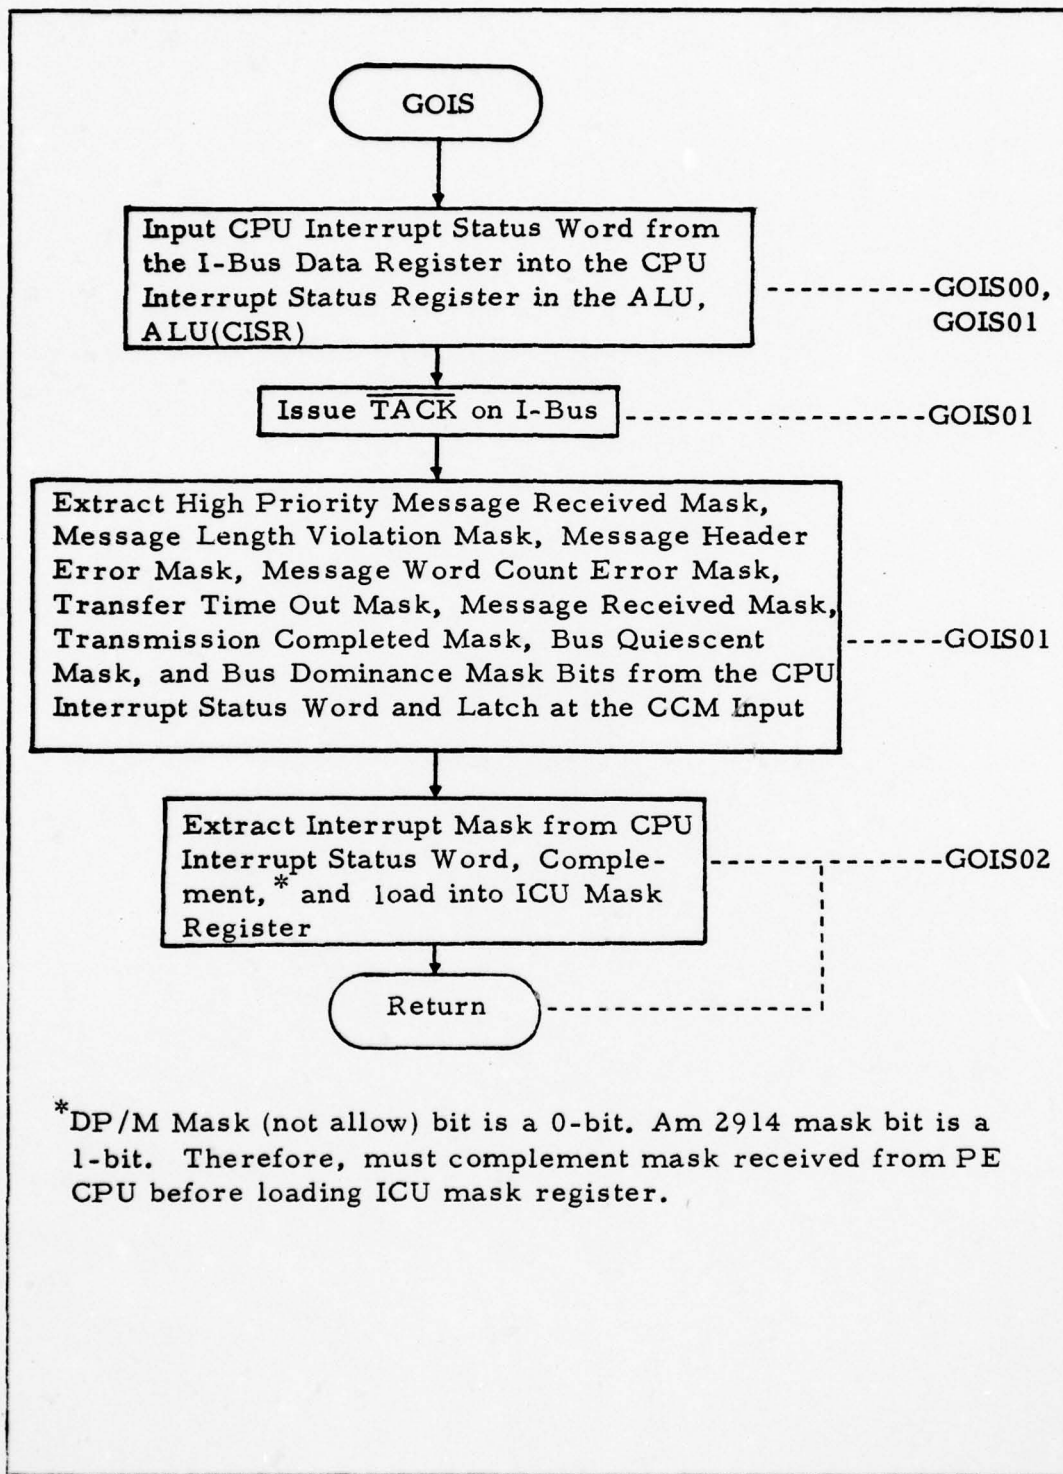 GOIS
Input CPU Interrupt Status Word from
the I-Bus Data Register into the CPU
Interrupt Status Register in the ALU,
ALU(CISR)
GOIS00,
GOIS01
Issue T̅A̅C̅K̅ on I-Bus
GOIS01
Extract High Priority Message Received Mask,
Message Length Violation Mask, Message Header
Error Mask, Message Word Count Error Mask,
Transfer Time Out Mask, Message Received Mask,
Transmission Completed Mask, Bus Quiescent
Mask, and Bus Dominance Mask Bits from the CPU
Interrupt Status Word and Latch at the CCM Input
GOIS01
Extract Interrupt Mask from CPU
Interrupt Status Word, Comple-
ment,* and load into ICU Mask
Register
GOIS02
Return
*DP/M Mask (not allow) bit is a 0-bit. Am 2914 mask bit is a
1-bit. Therefore, must complement mask received from PE
CPU before loading ICU mask register.